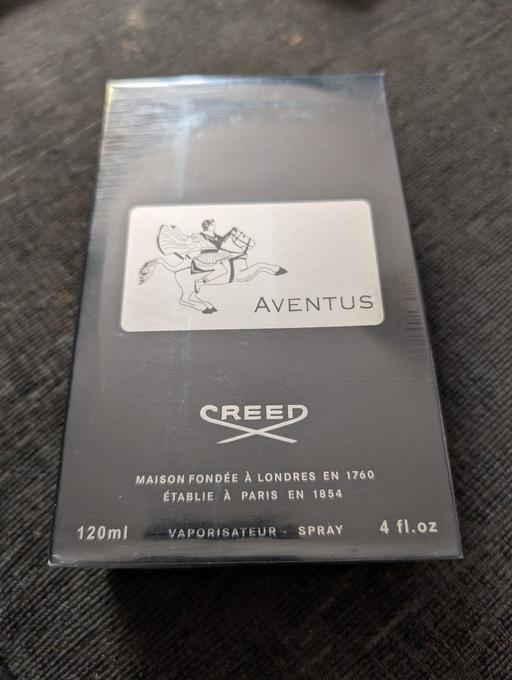 AVENTUS
CREED
MAISON FONDÉE À LONDRES EN 1760
ÉTABLIE À PARIS EN 1854
120ml VAPORISATEUR - SPRAY 4 fl.oz